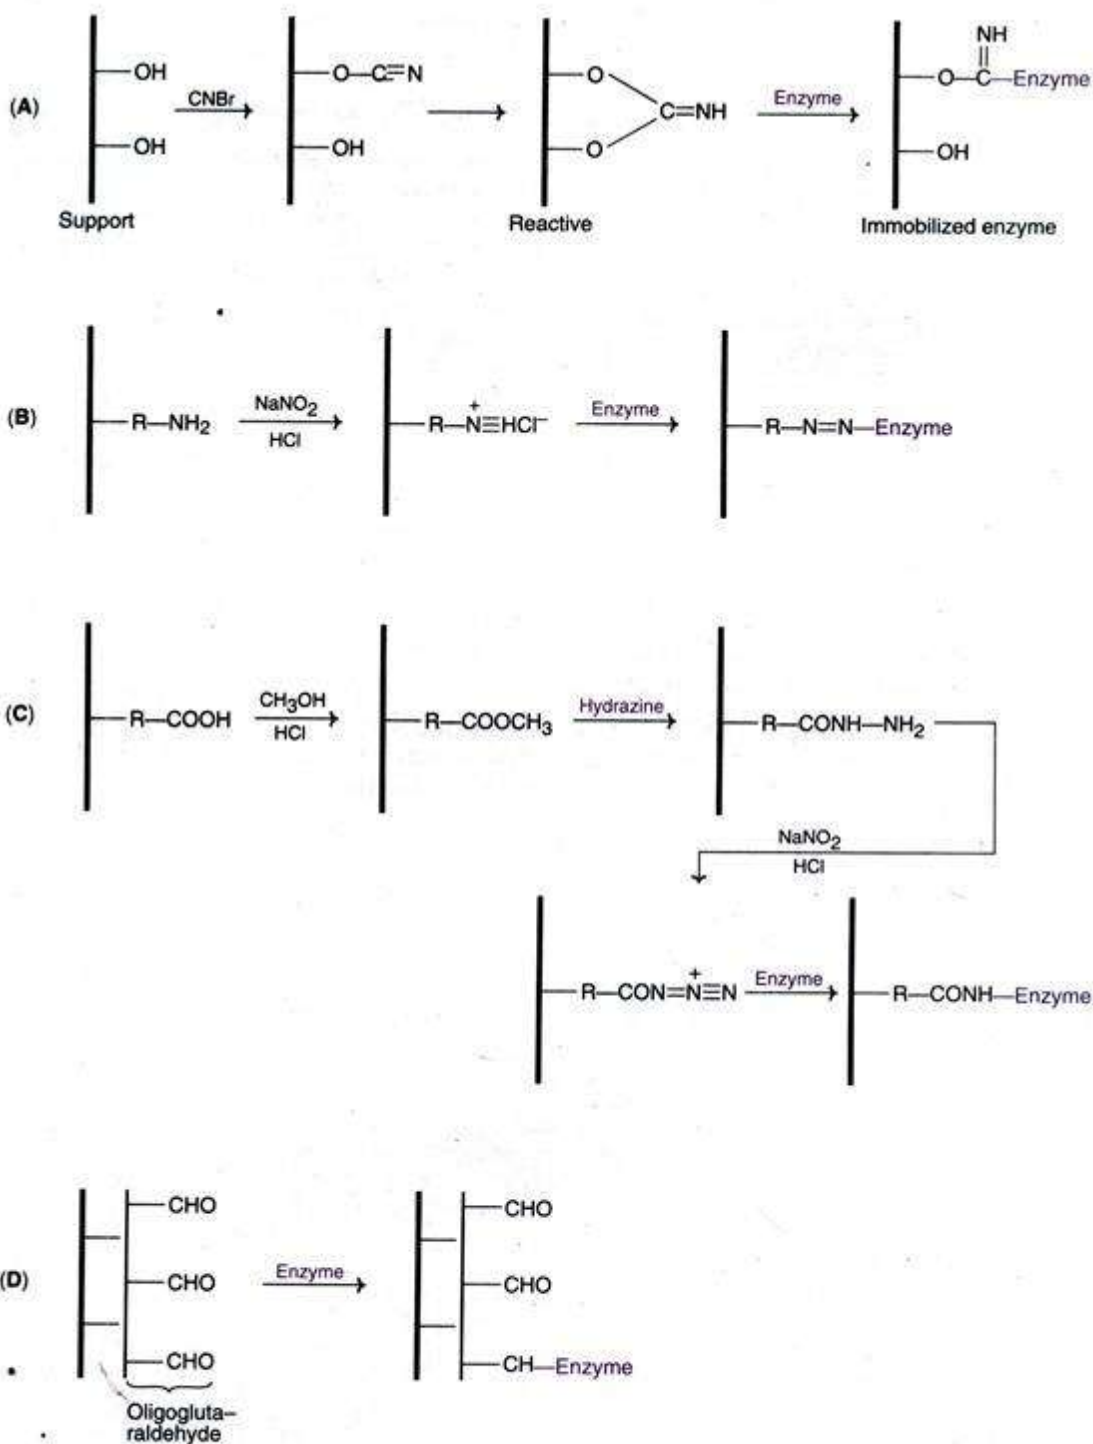 (A)
OH
OH
Support
CNBr
O—C≡N
OH
O
O
C=NH
Reactive
Enzyme
NH
O—C—Enzyme
OH
Immobilized enzyme
(B)
R—NH2
NaNO2
HCl
+
R—N≡HCl−
Enzyme
R—N=N—Enzyme
(C)
R—COOH
CH3OH
HCl
R—COOCH3
Hydrazine
R—CONH—NH2
NaNO2
HCl
+
R—CON=N≡N
Enzyme
R—CONH—Enzyme
(D)
CHO
CHO
CHO
Oligogluta–
raldehyde
Enzyme
CHO
CHO
CH—Enzyme